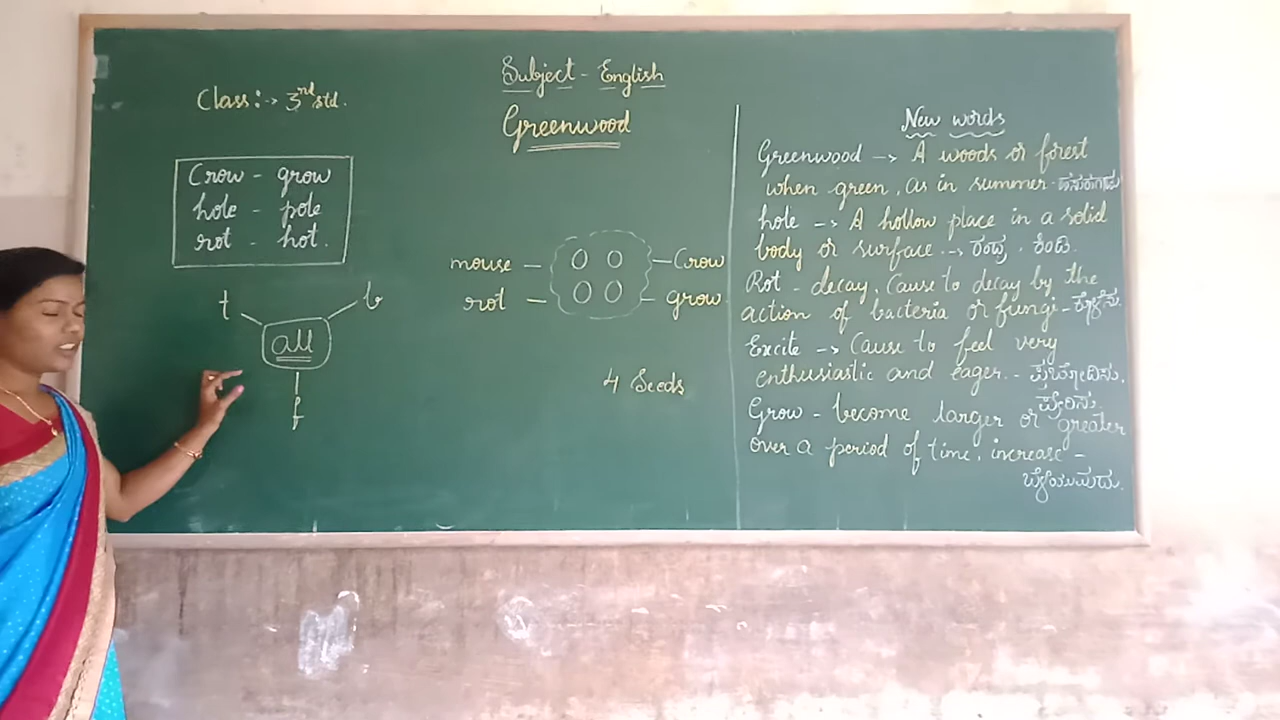 Subject - English
Class :-> 3rd std.
Greenwood
Crow - grow
hole - pole
rot - hot.
t
b
all
f
mouse - 
- Crow
rot - 
- grow
4 Seeds
New words
Greenwood -> A woods or forest
when green, as in summer - ಹಸುರುಗಾಡು
hole -> A hollow place in a solid
body or surface. -> ರಂಧ್ರ, ಕಿಂಡಿ.
Rot - decay, Cause to decay by the
action of bacteria or fungi - ಕೊಳೆಸು.
Excite -> Cause to feel very
enthusiastic and eager. - ಪ್ರಚೋದಿಸು.
ಪ್ರೇರಿಸು.
Grow - become larger or greater
over a period of time, increase -
ಬೆಳೆಯುವುದು.